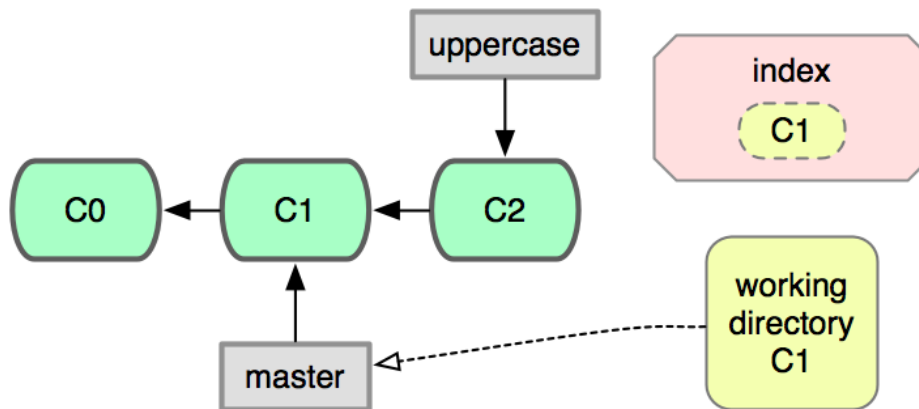 uppercase
index
C1
C0
C1
C2
working
directory
C1
master